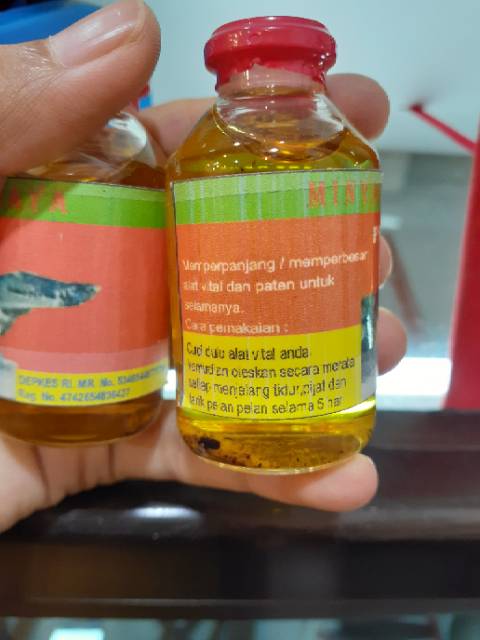 DEPKES RI. MR. No.
Reg. No. 4742654836427
Memperpanjang / memperbesar
alat vital dan paten untuk
selamanya.
Cara pemakaian :
Cuci dulu alat vital anda
kemudian oleskan secara merata
setiap menjelang tidur, pijat dan
tarik pelan pelan selama 5 hari